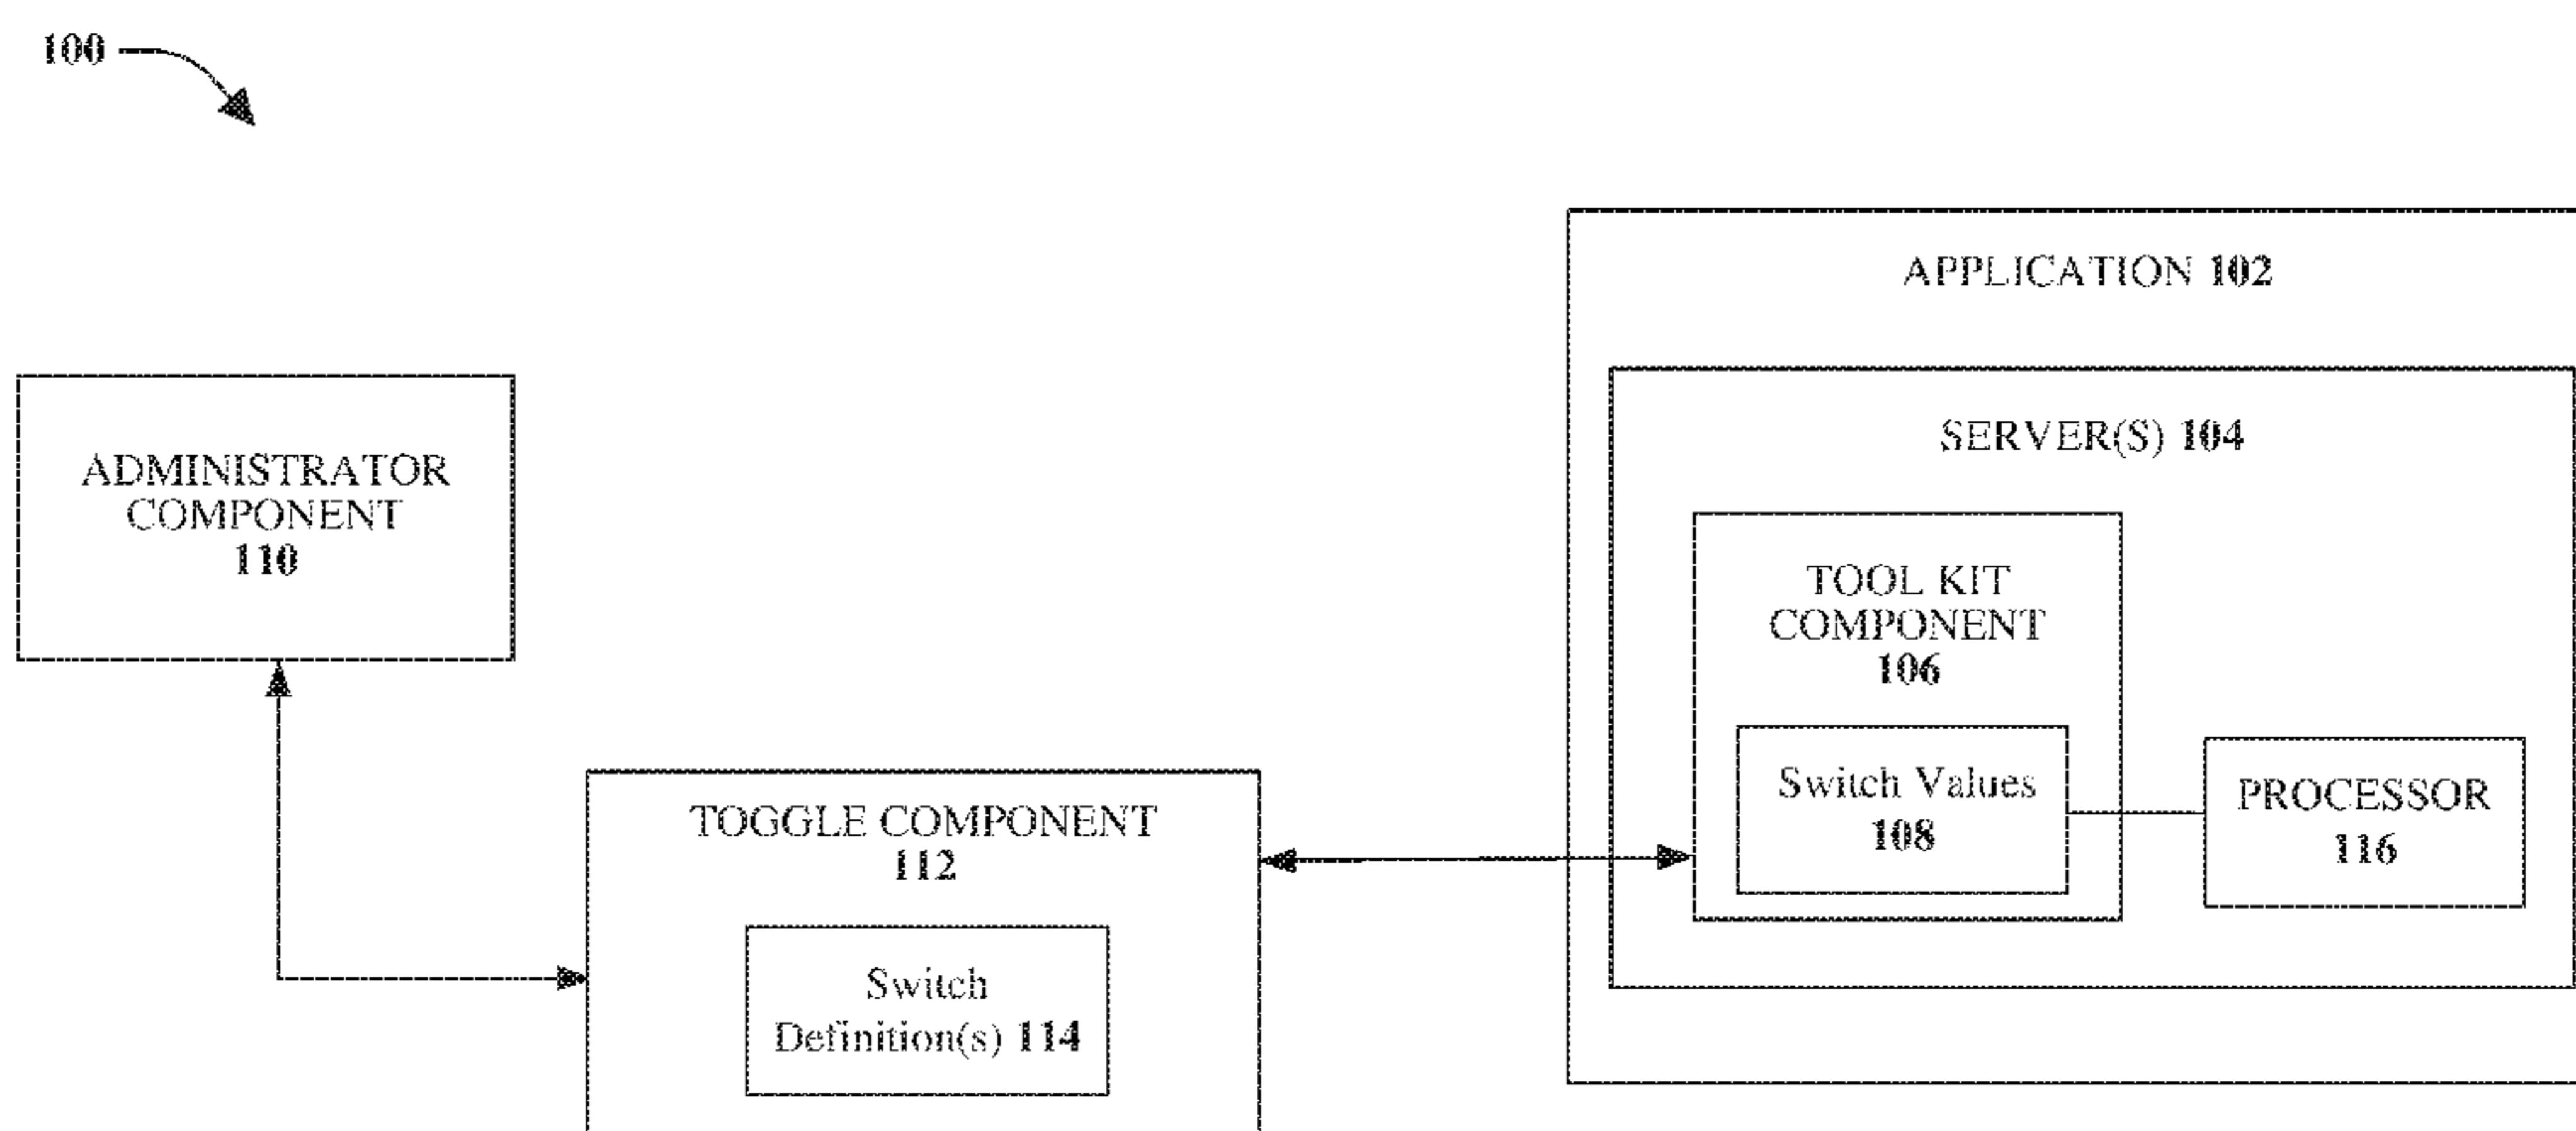 100
APPLICATION 102
SERVER(S) 104
ADMINISTRATOR
COMPONENT
110
TOOL KIT
COMPONENT
106
Switch Values
108
PROCESSOR
116
TOGGLE COMPONENT
112
Switch
Definition(s) 114